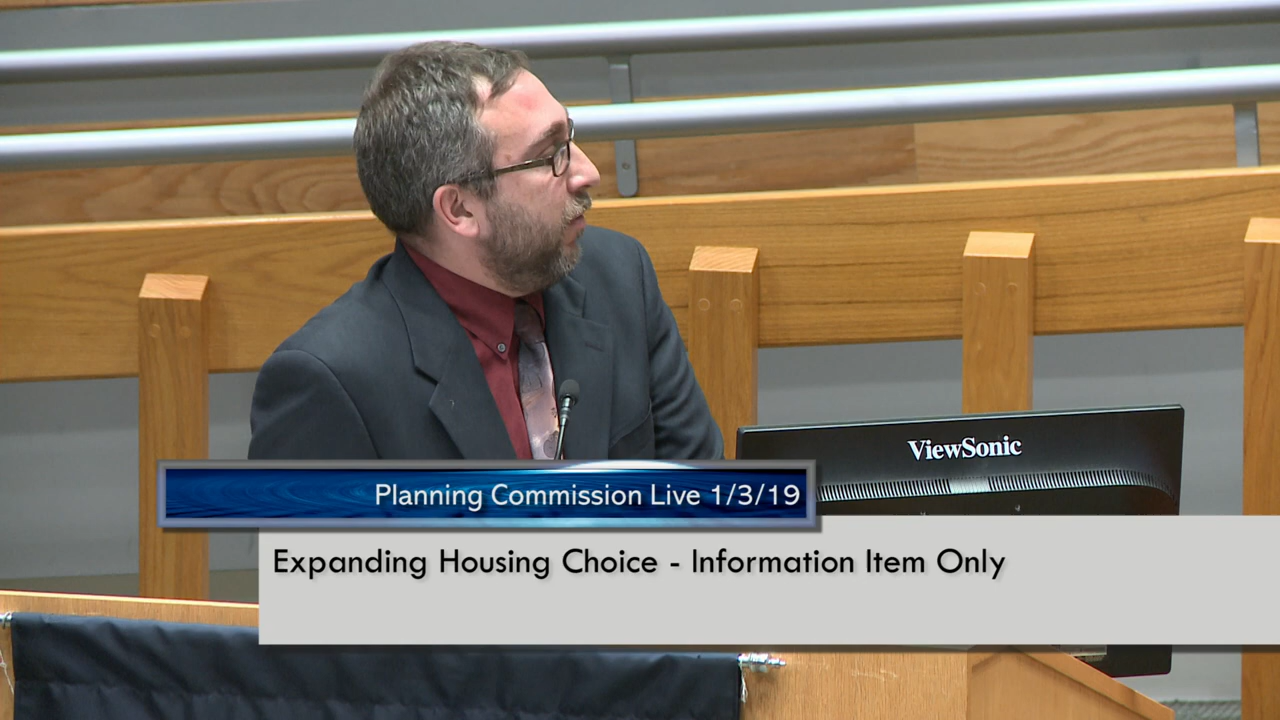 ViewSonic
Planning Commission Live 1/3/19
Expanding Housing Choice - Information Item Only